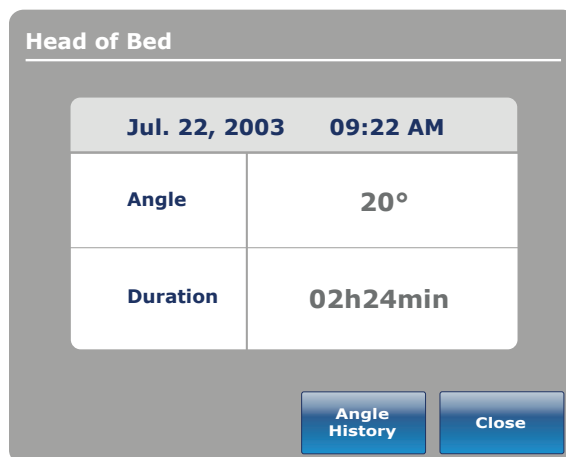 Head of Bed
Jul. 22, 2003 09:22 AM
Angle 20°
Duration 02h24min
Angle
History
Close